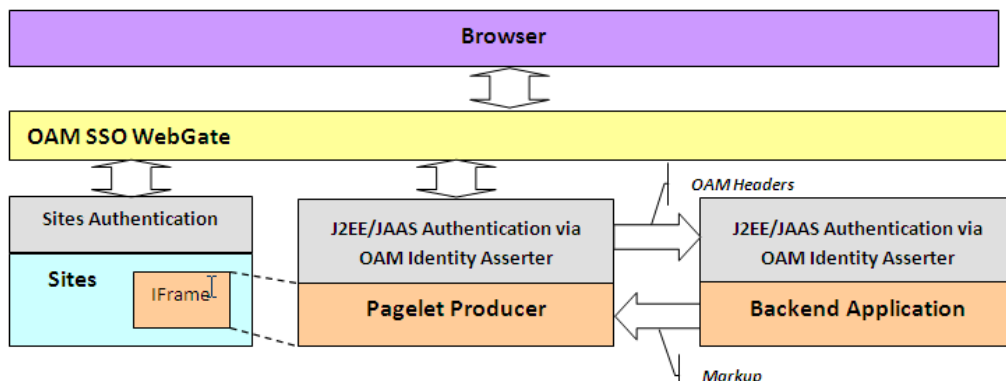 Browser
OAM SSO WebGate
OAM Headers
Sites Authentication
J2EE/JAAS Authentication via
OAM Identity Asserter
J2EE/JAAS Authentication via
OAM Identity Asserter
Sites
IFrame
Pagelet Producer
Backend Application
Markup